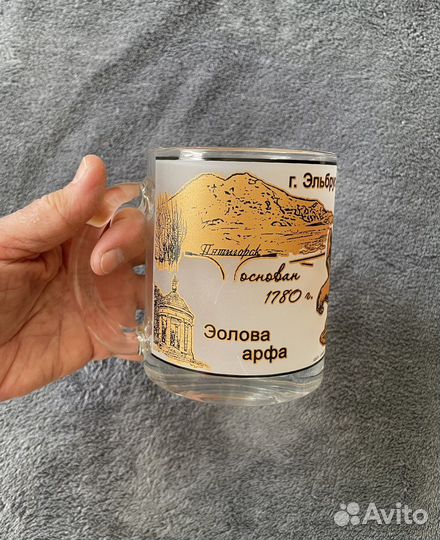 г. Эльбру
Пятигорск
основан
1780 г.
Эолова
арфа
Avito